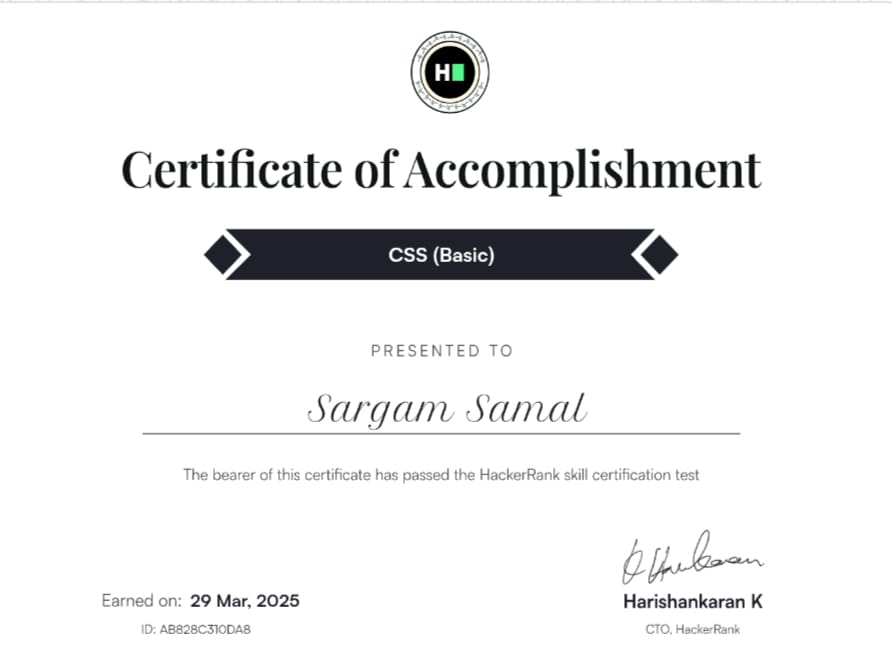 H
Certificate of Accomplishment
CSS (Basic)
PRESENTED TO
Sargam Samal
The bearer of this certificate has passed the HackerRank skill certification test
Earned on: 29 Mar, 2025
Harishankaran K
ID: AB828C310DA8
CTO, HackerRank